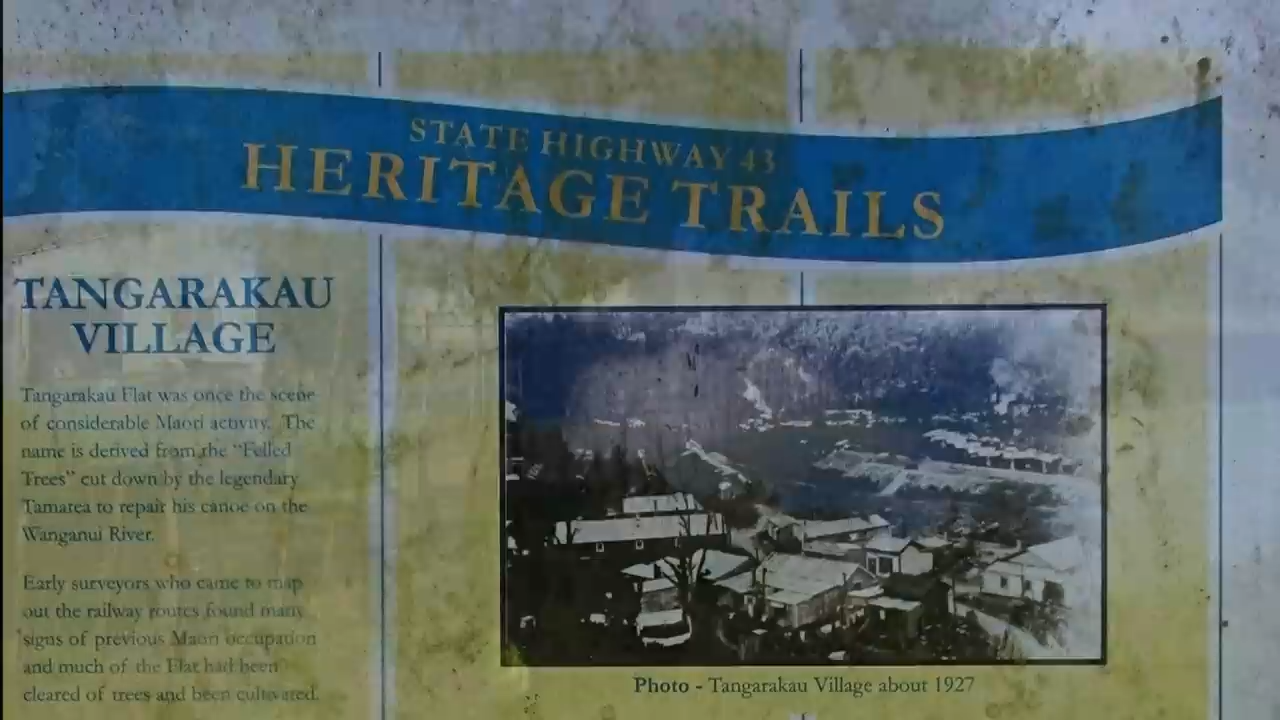 STATE HIGHWAY 43
HERITAGE TRAILS
TANGARAKAU
VILLAGE
Tangarakau Flat was once the scene
of considerable Maori activity. The
name is derived from the “Felled
Trees” cut down by the legendary
Tamatea to repair his canoe on the
Wanganui River.
Early surveyors who came to map
out the railway routes found many
signs of previous Maori occupation
and much of the Flat had been
cleared of trees and been cultivated.
Photo - Tangarakau Village about 1927